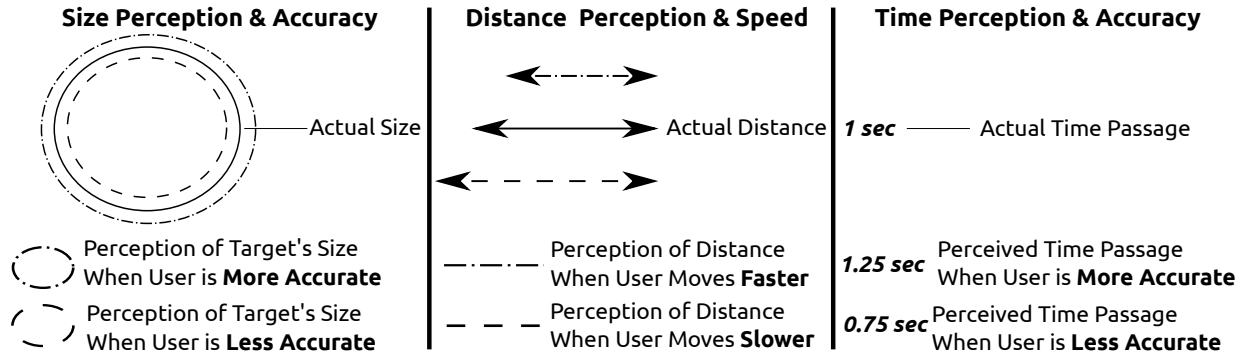 Size Perception & Accuracy
Actual Size
Perception of Target's Size
When User is More Accurate
Perception of Target's Size
When User is Less Accurate
Distance Perception & Speed
Actual Distance
Perception of Distance
When User Moves Faster
Perception of Distance
When User Moves Slower
Time Perception & Accuracy
1 sec Actual Time Passage
1.25 sec Perceived Time Passage
When User is More Accurate
0.75 sec Perceived Time Passage
When User is Less Accurate